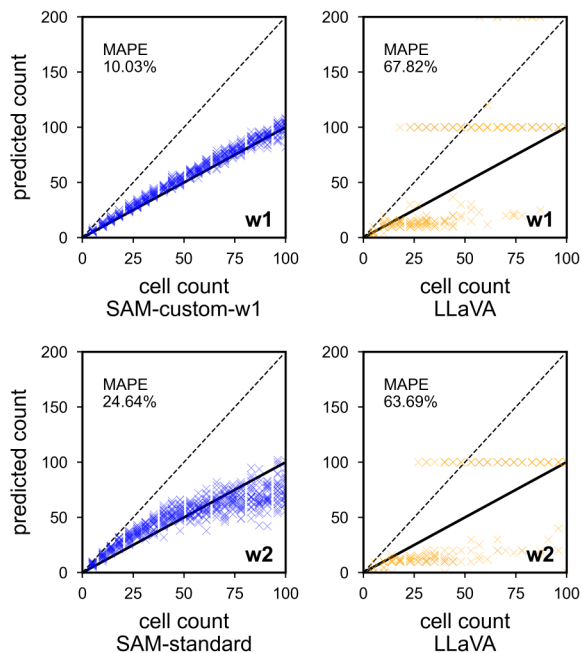 200
MAPE
10.03%
150
100
50
0
w1
0 25 50 75 100
predicted count
cell count
SAM-custom-w1
200
MAPE
67.82%
150
100
50
0
w1
0 25 50 75 100
cell count
LLaVA
200
MAPE
24.64%
150
100
50
0
w2
0 25 50 75 100
predicted count
cell count
SAM-standard
200
MAPE
63.69%
150
100
50
0
w2
0 25 50 75 100
cell count
LLaVA